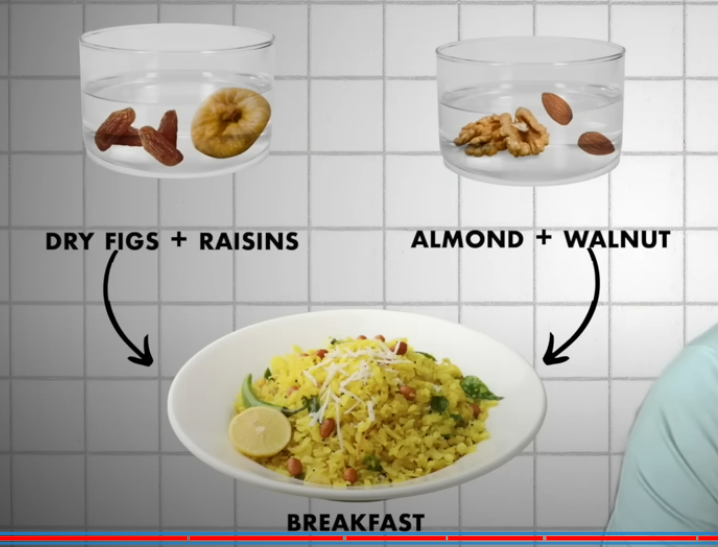 DRY FIGS + RAISINS
ALMOND + WALNUT
BREAKFAST